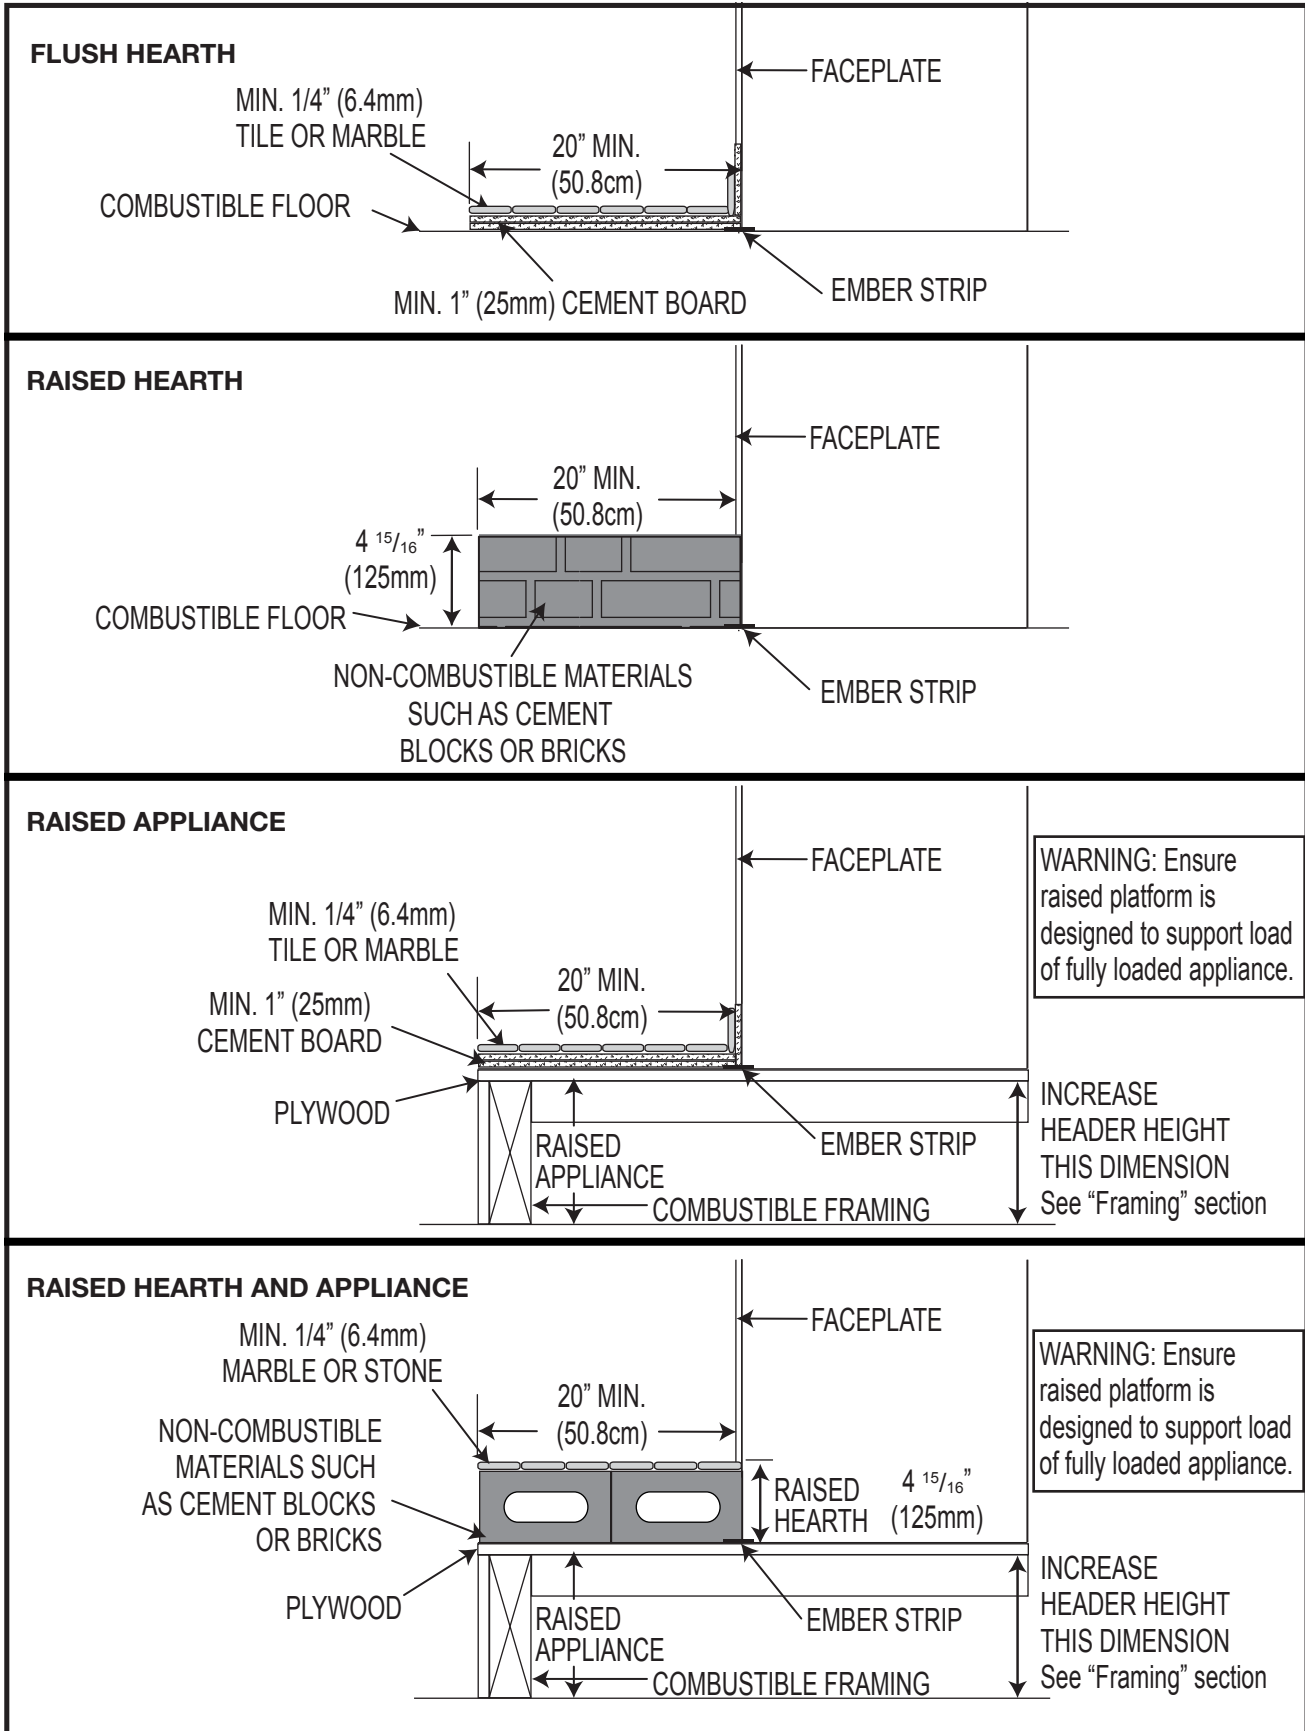 FLUSH HEARTH
FACEPLATE
MIN. 1/4” (6.4mm)
TILE OR MARBLE
20” MIN.
(50.8cm)
COMBUSTIBLE FLOOR
EMBER STRIP
MIN. 1” (25mm) CEMENT BOARD
RAISED HEARTH
FACEPLATE
20” MIN.
(50.8cm)
4 15/16”
(125mm)
COMBUSTIBLE FLOOR
NON-COMBUSTIBLE MATERIALS
SUCH AS CEMENT
BLOCKS OR BRICKS
EMBER STRIP
RAISED APPLIANCE
FACEPLATE
WARNING: Ensure
raised platform is
designed to support load
of fully loaded appliance.
MIN. 1/4” (6.4mm)
TILE OR MARBLE
20” MIN.
(50.8cm)
MIN. 1” (25mm)
CEMENT BOARD
PLYWOOD
RAISED
APPLIANCE
EMBER STRIP
COMBUSTIBLE FRAMING
INCREASE
HEADER HEIGHT
THIS DIMENSION
See “Framing” section
RAISED HEARTH AND APPLIANCE
FACEPLATE
MIN. 1/4” (6.4mm)
MARBLE OR STONE
WARNING: Ensure
raised platform is
designed to support load
of fully loaded appliance.
20” MIN.
(50.8cm)
NON-COMBUSTIBLE
MATERIALS SUCH
AS CEMENT BLOCKS
OR BRICKS
RAISED
HEARTH
4 15/16”
(125mm)
PLYWOOD
RAISED
APPLIANCE
EMBER STRIP
COMBUSTIBLE FRAMING
INCREASE
HEADER HEIGHT
THIS DIMENSION
See “Framing” section